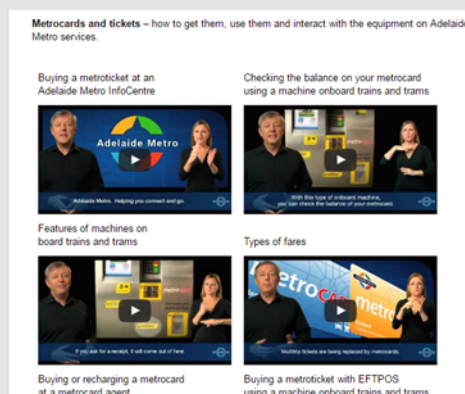 Metrocards and tickets – how to get them, use them and interact with the equipment on Adelaide
Metro services.
Buying a metroticket at an
Adelaide Metro InfoCentre
Checking the balance on your metrocard
using a machine onboard trains and trams
Adelaide Metro
Adelaide Metro. Helping you connect and go.
With this type of onboard machine,
you can check the balance of your metrocard.
Features of machines on
board trains and trams
Types of fares
If you ask for a receipt, it will come out of here.
metroCARD
metro
Multitrip tickets are being replaced by metrocards.
Buying or recharging a metrocard
at a metrocard agent
Buying a metroticket with EFTPOS
using a machine onboard trains and trams